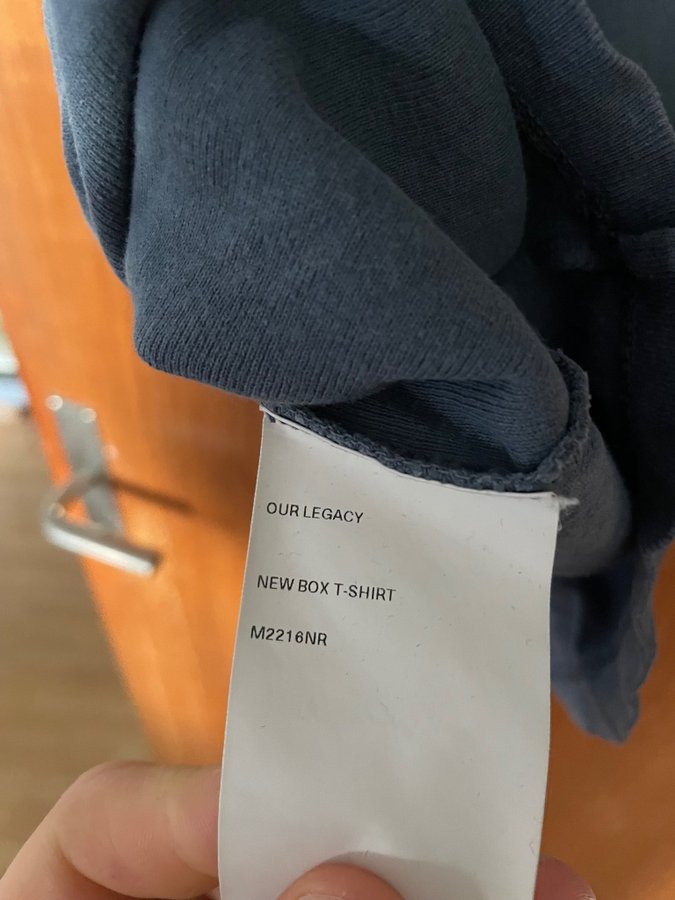 OUR LEGACY
NEW BOX T-SHIRT
M2216NR